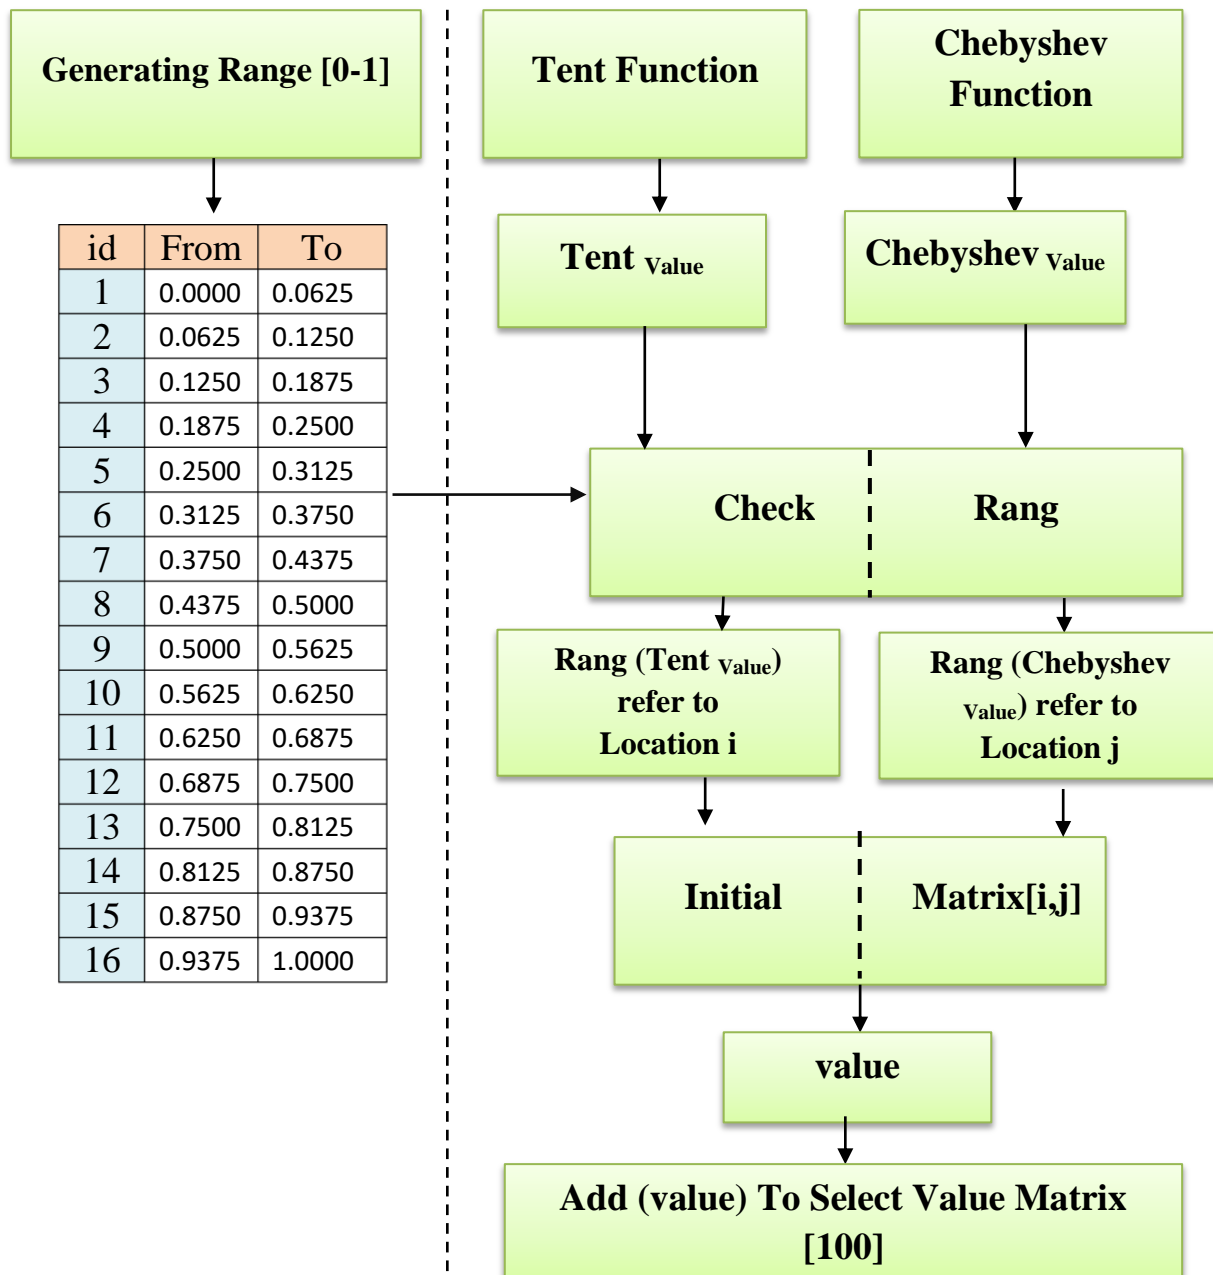 Generating Range [0-1]
Tent Function
Chebyshev
Function
id From To
1 0.0000 0.0625
2 0.0625 0.1250
3 0.1250 0.1875
4 0.1875 0.2500
5 0.2500 0.3125
6 0.3125 0.3750
7 0.3750 0.4375
8 0.4375 0.5000
9 0.5000 0.5625
10 0.5625 0.6250
11 0.6250 0.6875
12 0.6875 0.7500
13 0.7500 0.8125
14 0.8125 0.8750
15 0.8750 0.9375
16 0.9375 1.0000
Tent Value
Chebyshev Value
Check Rang
Rang (Tent Value)
refer to
Location i
Rang (Chebyshev
Value) refer to
Location j
Initial Matrix[i,j]
value
Add (value) To Select Value Matrix
[100]